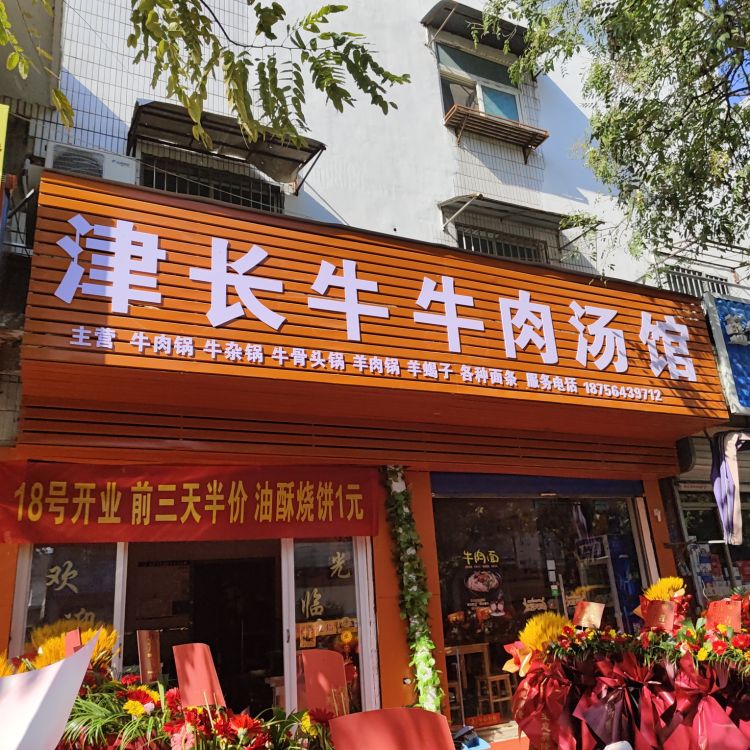 津长牛牛肉汤馆
主营 牛肉锅 牛杂锅 牛骨头锅 羊肉锅 羊蝎子 各种面条 服务电话 18756439712
18号开业 前三天半价 油酥烧饼1元
欢迎
光临
牛肉面